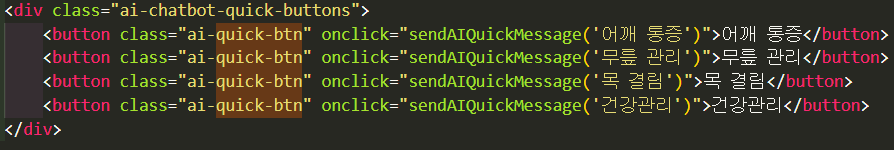 <div class="ai-chatbot-quick-buttons">
<button class="ai-quick-btn" onclick="sendAIQuickMessage('어깨 통증')">어깨 통증</button>
<button class="ai-quick-btn" onclick="sendAIQuickMessage('무릎 관리')">무릎 관리</button>
<button class="ai-quick-btn" onclick="sendAIQuickMessage('목 결림')">목 결림</button>
<button class="ai-quick-btn" onclick="sendAIQuickMessage('건강관리')">건강관리</button>
</div>